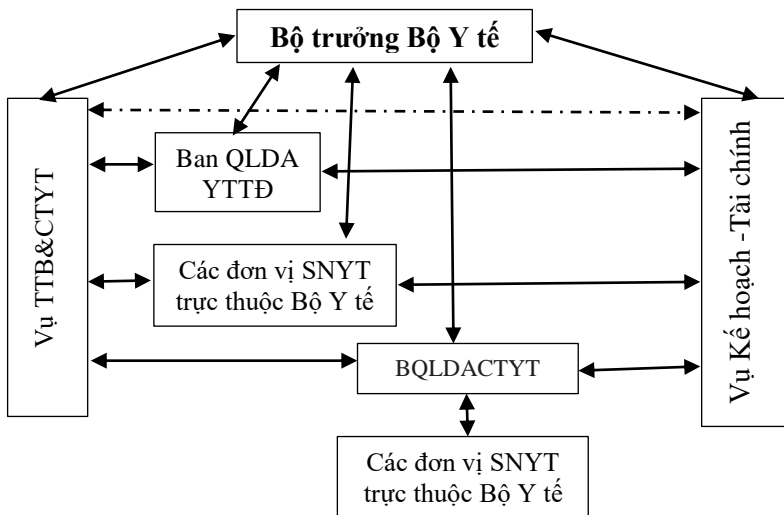 Bộ trưởng Bộ Y tế
Vụ TTB&CTYT
Ban QLDA
YTTĐ
Các đơn vị SNYT
trực thuộc Bộ Y tế
BQLDACTYT
Các đơn vị SNYT
trực thuộc Bộ Y tế
Vụ Kế hoạch -Tài chính